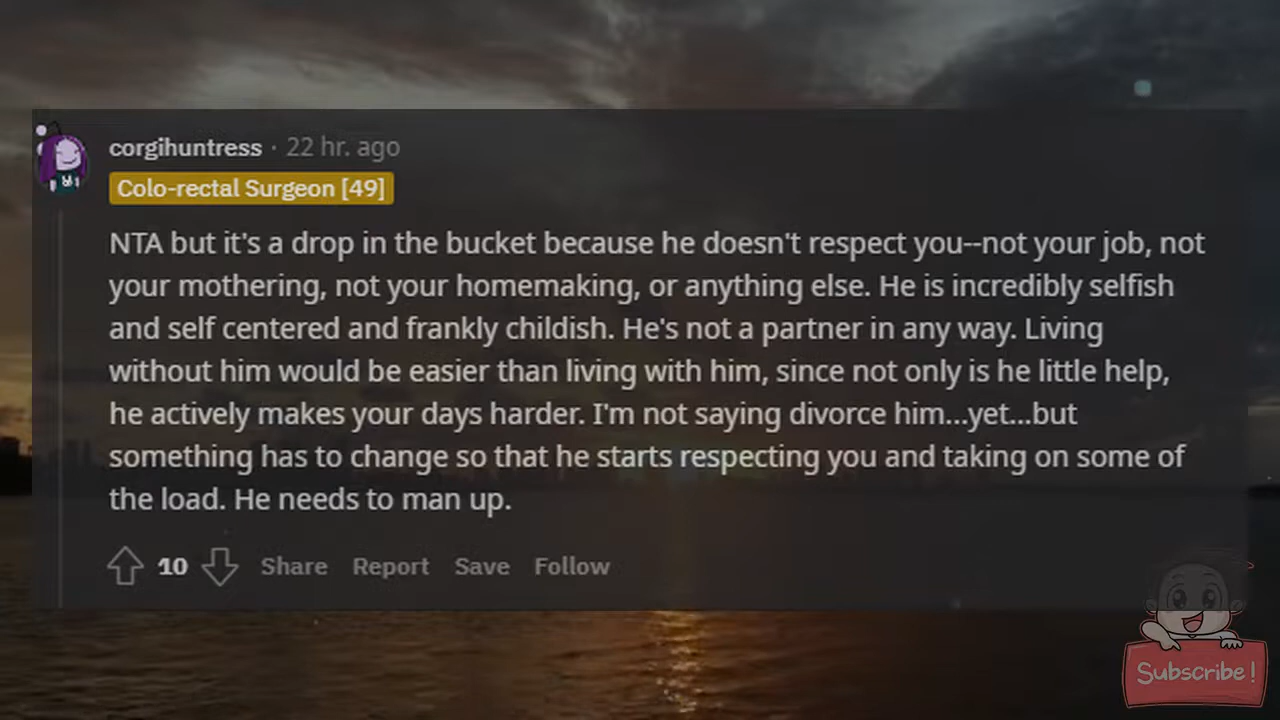 corgihuntress · 22 hr. ago
Colo-rectal Surgeon [49]
NTA but it's a drop in the bucket because he doesn't respect you--not your job, not
your mothering, not your homemaking, or anything else. He is incredibly selfish
and self centered and frankly childish. He's not a partner in any way. Living
without him would be easier than living with him, since not only is he little help,
he actively makes your days harder. I'm not saying divorce him...yet...but
something has to change so that he starts respecting you and taking on some of
the load. He needs to man up.
10 Share Report Save Follow
Subscribe!